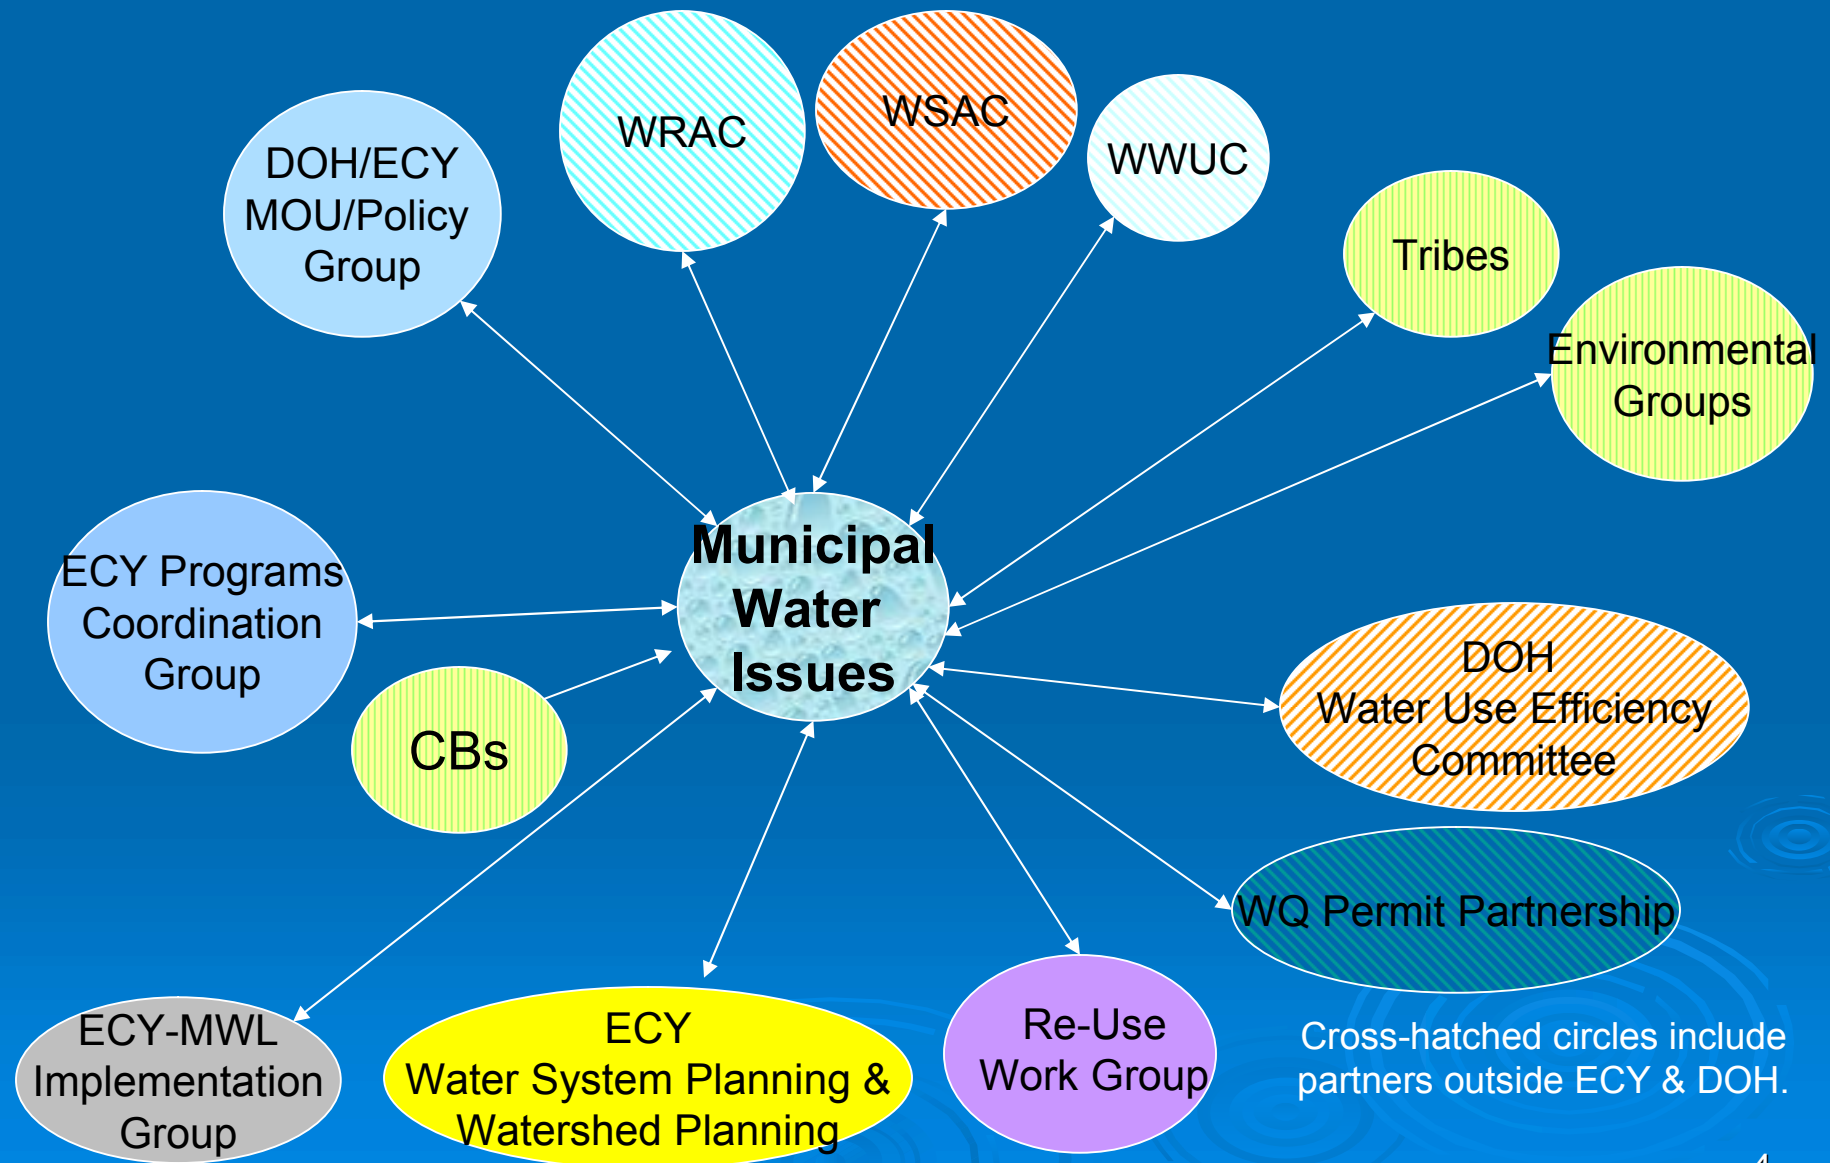 WRAC
WSAC
WWUC
DOH/ECY
MOU/Policy
Group
Tribes
Environmental
Groups
Municipal
Water
Issues
ECY Programs
Coordination
Group
CBs
DOH
Water Use Efficiency
Committee
WQ Permit Partnership
ECY-MWL
Implementation
Group
ECY
Water System Planning &
Watershed Planning
Re-Use
Work Group
Cross-hatched circles include
partners outside ECY & DOH.